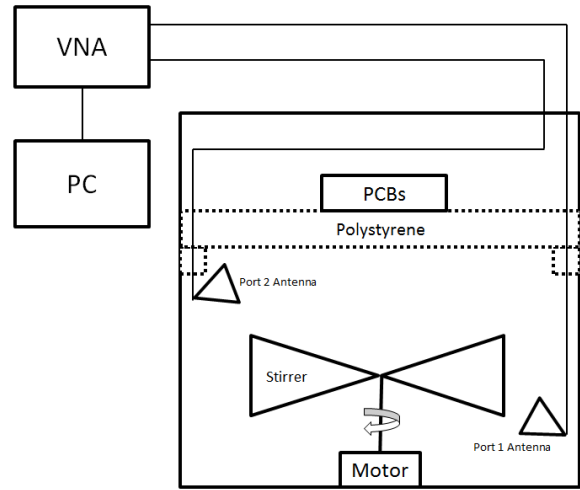 VNA
PC
PCBs
Polystyrene
Port 2 Antenna
Stirrer
Port 1 Antenna
Motor